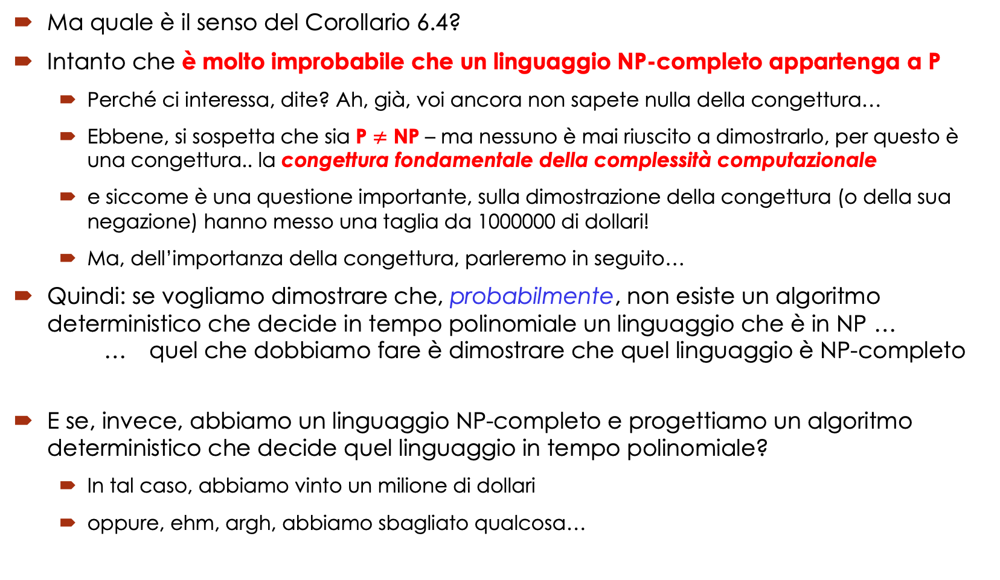 Ma quale è il senso del Corollario 6.4?
Intanto che è molto improbabile che un linguaggio NP-completo appartenga a P
Perché ci interessa, dite? Ah, già, voi ancora non sapete nulla della congettura…
Ebbene, si sospetta che sia P ≠ NP – ma nessuno è mai riuscito a dimostrarlo, per questo è
una congettura.. la congettura fondamentale della complessità computazionale
e siccome è una questione importante, sulla dimostrazione della congettura (o della sua
negazione) hanno messo una taglia da 1000000 di dollari!
Ma, dell’importanza della congettura, parleremo in seguito…
Quindi: se vogliamo dimostrare che, probabilmente, non esiste un algoritmo
deterministico che decide in tempo polinomiale un linguaggio che è in NP …
… quel che dobbiamo fare è dimostrare che quel linguaggio è NP-completo
E se, invece, abbiamo un linguaggio NP-completo e progettiamo un algoritmo
deterministico che decide quel linguaggio in tempo polinomiale?
In tal caso, abbiamo vinto un milione di dollari
oppure, ehm, argh, abbiamo sbagliato qualcosa…